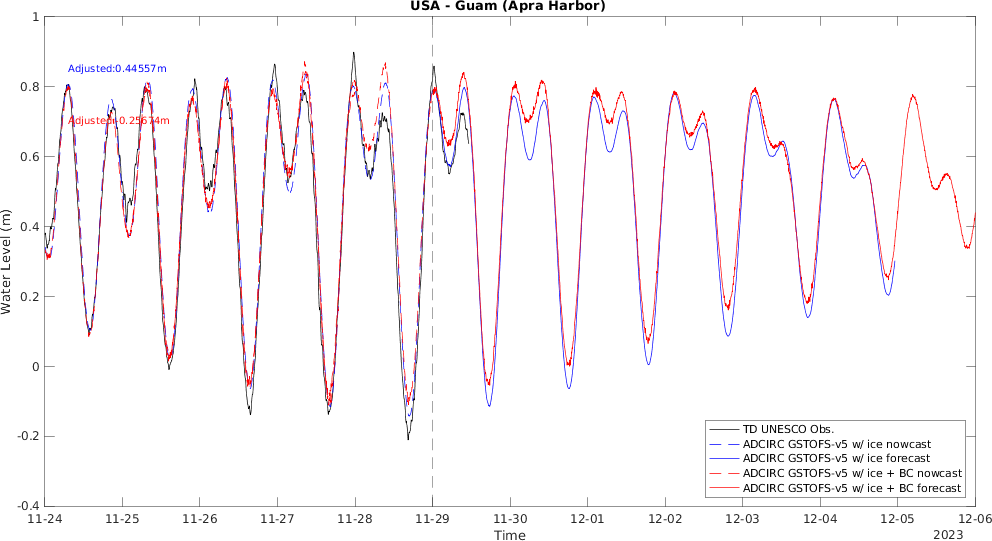 USA - Guam (Apra Harbor)
1
0.8
0.6
0.4
0.2
0
-0.2
-0.4
Water Level (m)
Adjusted:0.44557m
Adjusted:-0.25674m
TD UNESCO Obs.
ADCIRC GSTOFS-v5 w/ ice nowcast
ADCIRC GSTOFS-v5 w/ ice forecast
ADCIRC GSTOFS-v5 w/ ice + BC nowcast
ADCIRC GSTOFS-v5 w/ ice + BC forecast
11-24 11-25 11-26 11-27 11-28 11-29 11-30 12-01 12-02 12-03 12-04 12-05 12-06
Time
2023